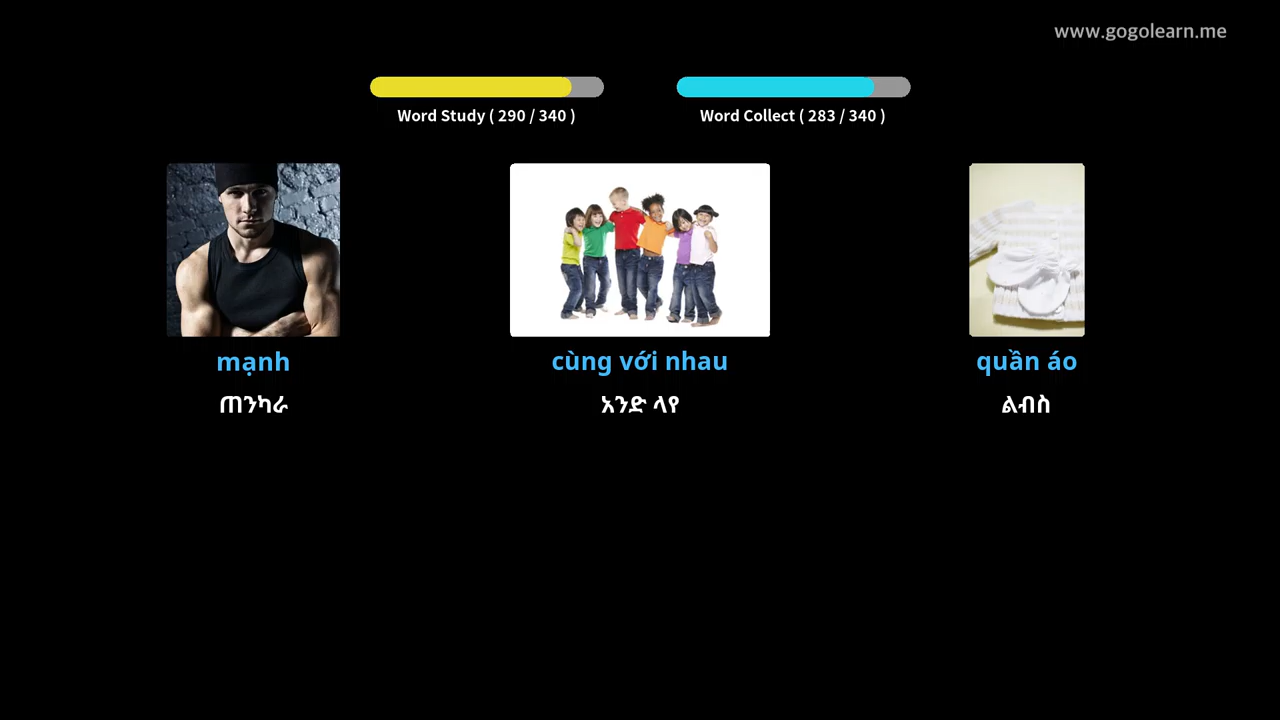 www.gogolearn.me
Word Study ( 290 / 340 )
Word Collect ( 283 / 340 )
mạnh
cùng với nhau
quần áo
ጠንካራ
አንድ ላየ
ልብስ